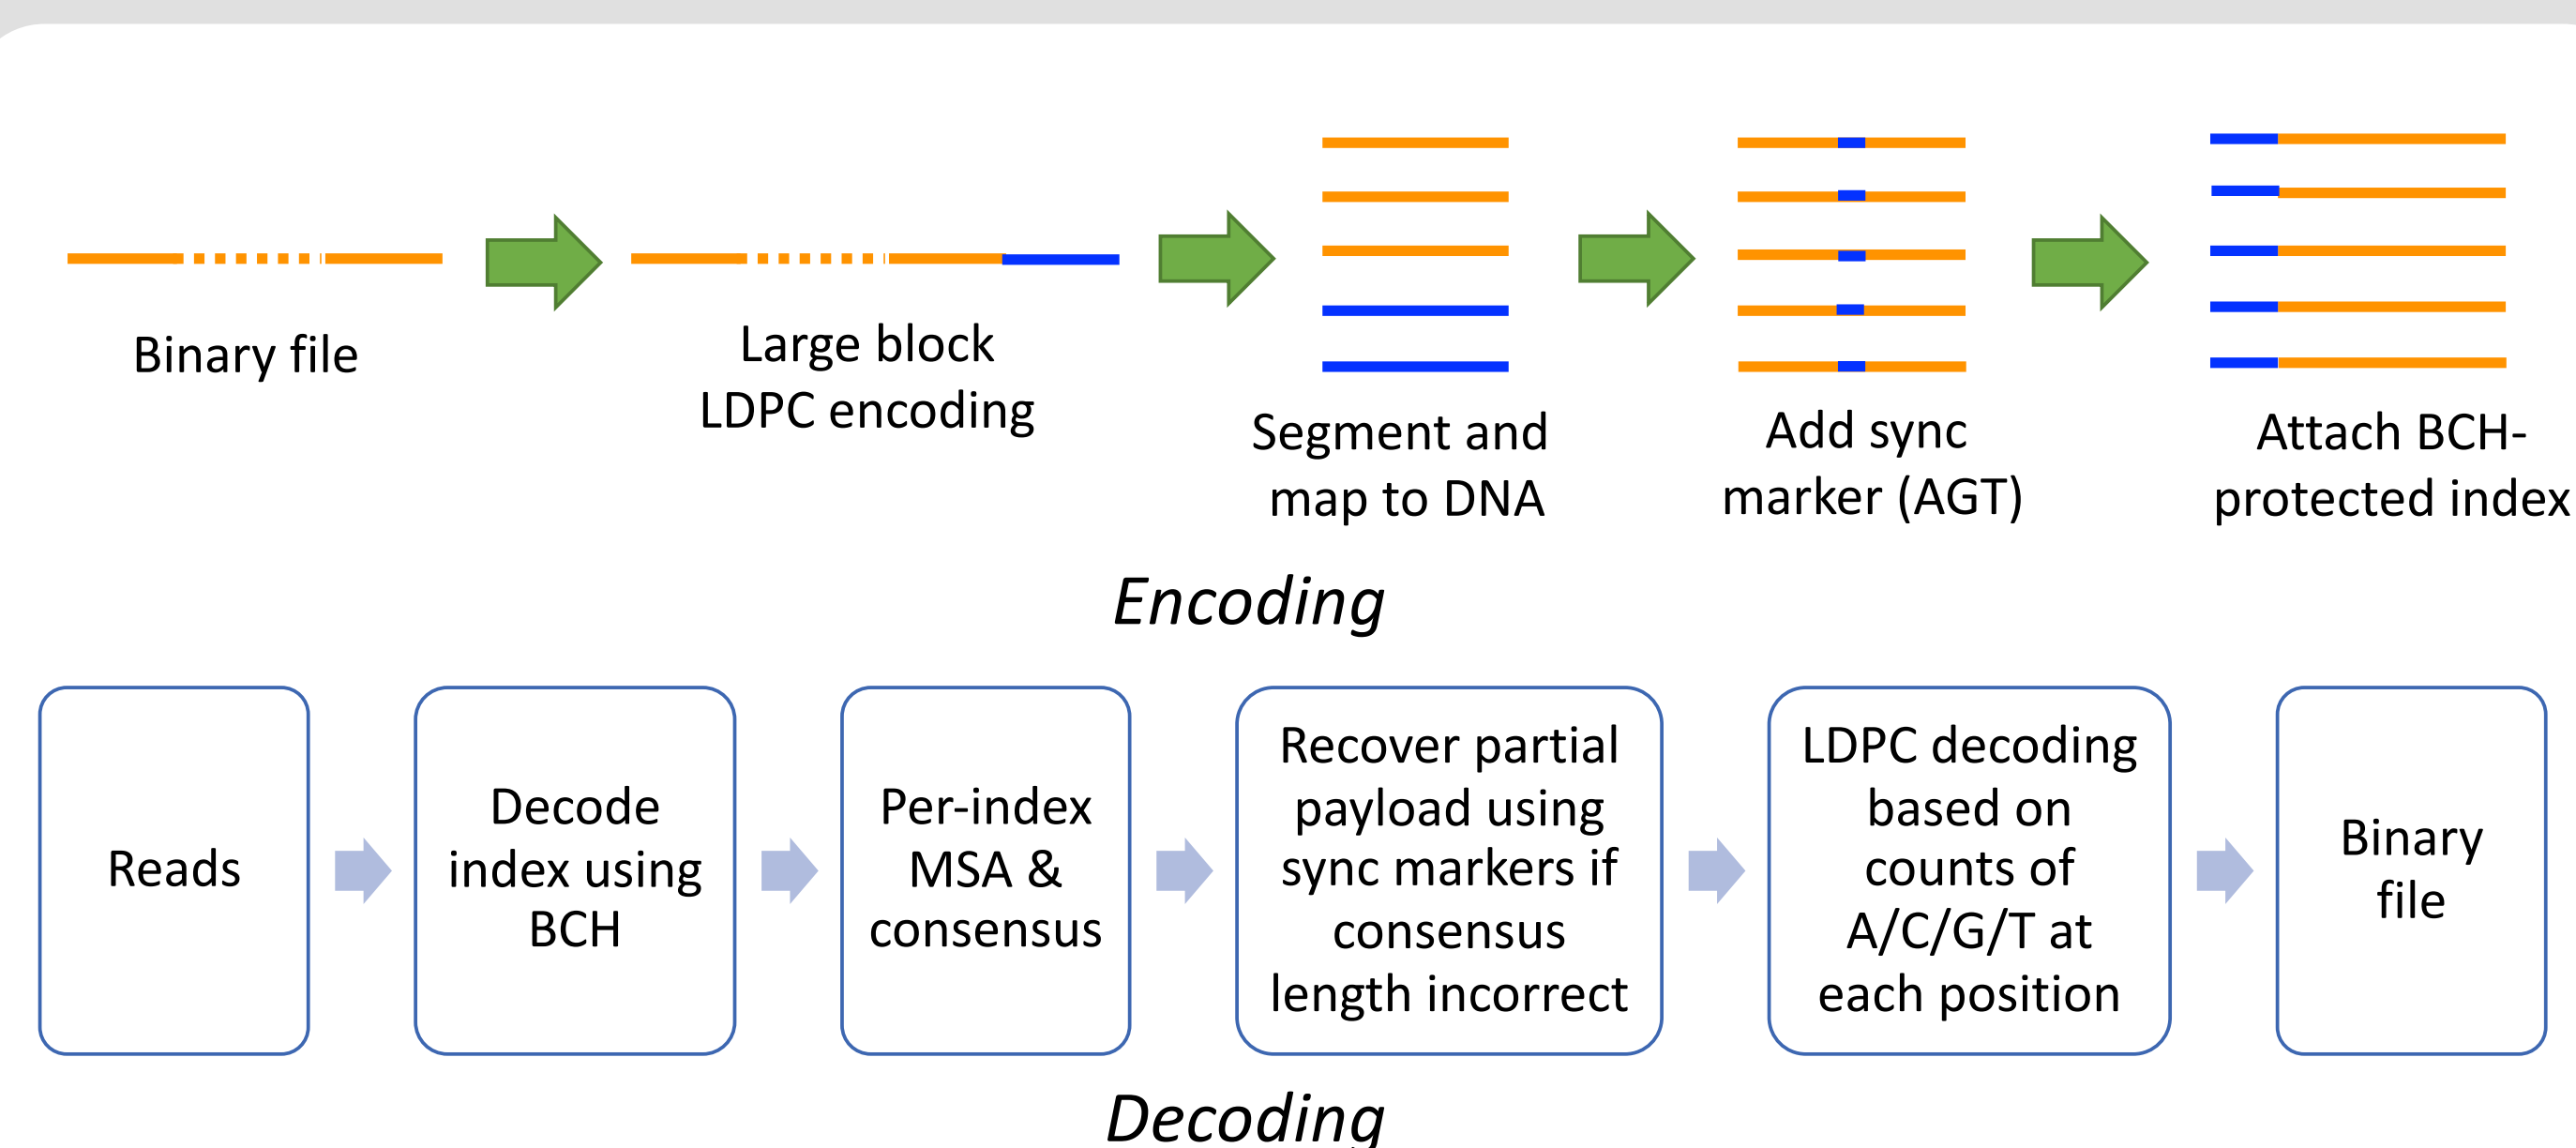 Binary file
Large block
LDPC encoding
Segment and
map to DNA
Add sync
marker (AGT)
Attach BCH-
protected index
Encoding
Reads
Decode
index using
BCH
Per-index
MSA &
consensus
Recover partial
payload using
sync markers if
consensus
length incorrect
LDPC decoding
based on
counts of
A/C/G/T at
each position
Binary
file
Decoding